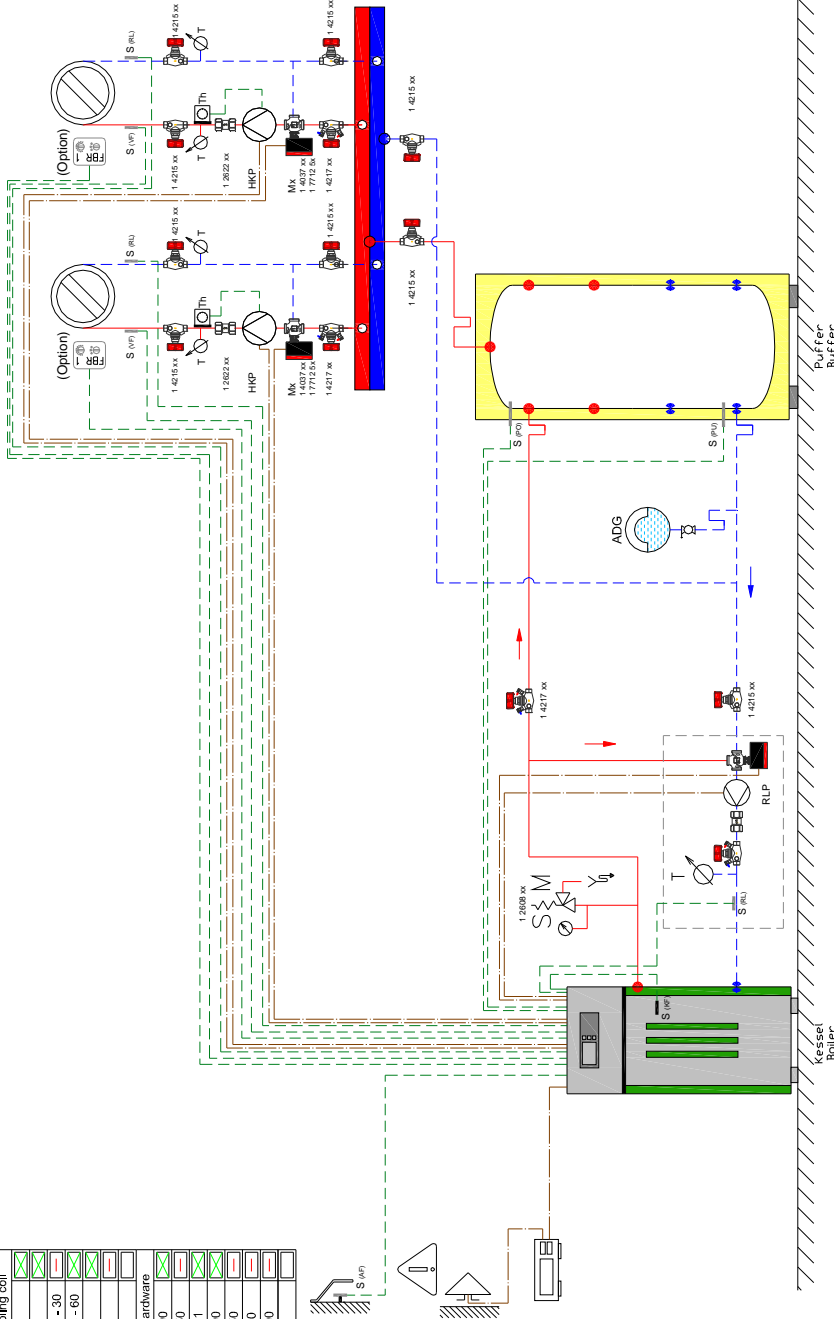 (Option)
FBR 1
S (VF)
S (RL)
1 4215 xx
1 4215 xx
T
T
Th
1 2622 xx
HKP
Mx
1 4037 xx
1 7712 5x
1 4217 xx
1 4215 xx
(Option)
FBR 1
S (VF)
S (RL)
1 4215 xx
1 4215 xx
T
T
Th
1 2622 xx
HKP
Mx
1 4037 xx
1 7712 5x
1 4217 xx
1 4215 xx
1 4215 xx
1 4215 xx
S (PO)
S (PU)
Puffer
Buffer
ADG
1 4217 xx
1 4215 xx
RLP
T
S (RL)
1 2608 xx
S
M
S (KF)
Kessel
Boiler
S (AF)
- 30
- 60